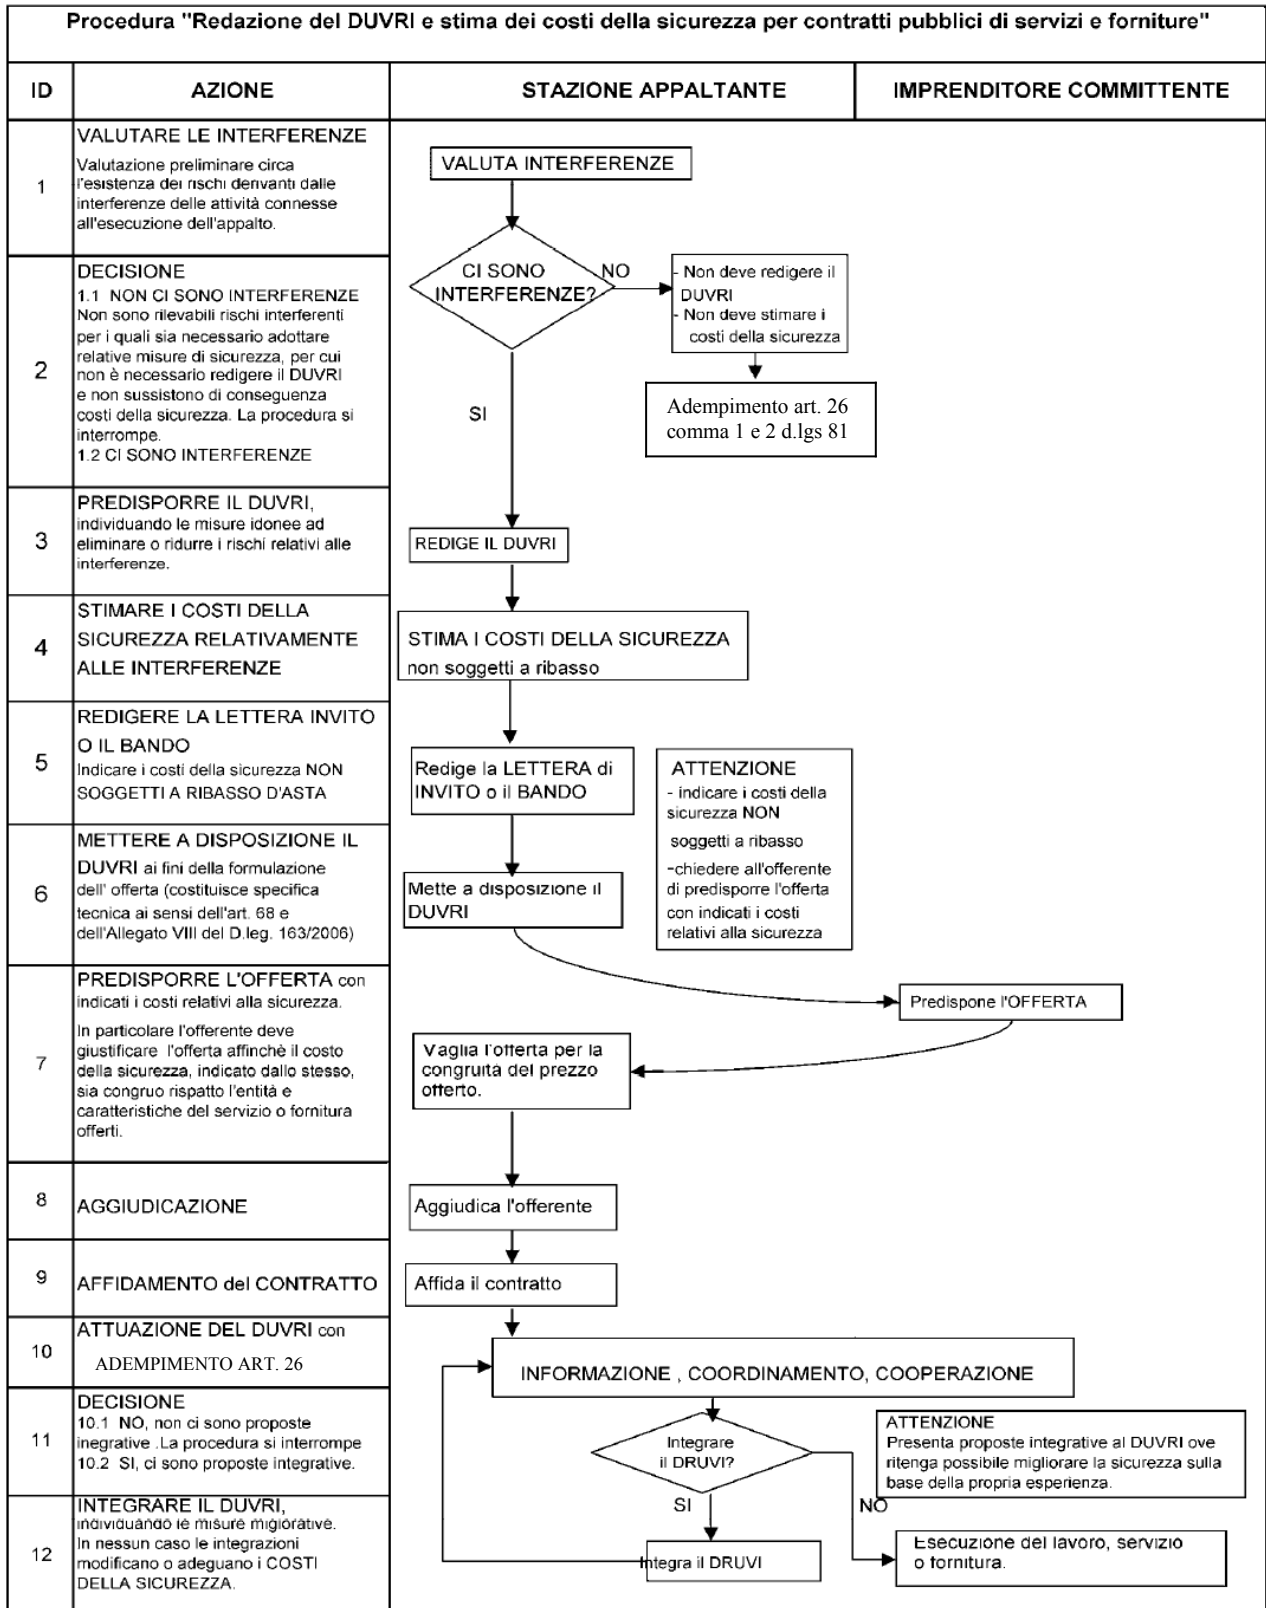 Procedura "Redazione del DUVRI e stima dei costi della sicurezza per contratti pubblici di servizi e forniture"
ID
AZIONE
STAZIONE APPALTANTE
IMPRENDITORE COMMITTENTE
1
VALUTARE LE INTERFERENZE
Valutazione preliminare circa
l'esistenza dei rischi derivanti dalle
interferenze delle attività connesse
all'esecuzione dell'appalto.
VALUTA INTERFERENZE
2
DECISIONE
1.1 NON CI SONO INTERFERENZE
Non sono rilevabili rischi interferenti
per i quali sia necessario adottare
relative misure di sicurezza, per cui
non è necessario redigere il DUVRI
e non sussistono di conseguenza
costi della sicurezza. La procedura si
interrompe.
1.2 CI SONO INTERFERENZE
CI SONO
INTERFERENZE?
NO
- Non deve redigere il
DUVRI
- Non deve stimare i
costi della sicurezza
Adempimento art. 26
comma 1 e 2 d.lgs 81
SI
3
PREDISPORRE IL DUVRI,
individuando le misure idonee ad
eliminare o ridurre i rischi relativi alle
interferenze.
REDIGE IL DUVRI
4
STIMARE I COSTI DELLA
SICUREZZA RELATIVAMENTE
ALLE INTERFERENZE
STIMA I COSTI DELLA SICUREZZA
non soggetti a ribasso
5
REDIGERE LA LETTERA INVITO
O IL BANDO
Indicare i costi della sicurezza NON
SOGGETTI A RIBASSO D'ASTA
Redige la LETTERA di
INVITO o il BANDO
ATTENZIONE
- indicare i costi della
sicurezza NON
soggetti a ribasso
-chiedere all'offerente
di predisporre l'offerta
con indicati i costi
relativi alla sicurezza
6
METTERE A DISPOSIZIONE IL
DUVRI ai fini della formulazione
dell' offerta (costituisce specifica
tecnica ai sensi dell'art. 68 e
dell'Allegato VIII del D.leg. 163/2006)
Mette a disposizione il
DUVRI
7
PREDISPORRE L'OFFERTA con
indicati i costi relativi alla sicurezza.
In particolare l'offerente deve
giustificare l'offerta affinchè il costo
della sicurezza, indicato dallo stesso,
sia congruo rispatto l'entità e
caratteristiche del servizio o fornitura
offerti.
Predispone l'OFFERTA
Vaglia l'offerta per la
congruità del prezzo
offerto.
8
AGGIUDICAZIONE
Aggiudica l'offerente
9
AFFIDAMENTO del CONTRATTO
Affida il contratto
10
ATTUAZIONE DEL DUVRI con
ADEMPIMENTO ART. 26
INFORMAZIONE , COORDINAMENTO, COOPERAZIONE
11
DECISIONE
10.1 NO, non ci sono proposte
inegrative .La procedura si interrompe
10.2 SI, ci sono proposte integrative.
Integrare
il DRUVI?
ATTENZIONE
Presenta proposte integrative al DUVRI ove
ritenga possibile migliorare la sicurezza sulla
base della propria esperienza.
SI
NO
12
INTEGRARE IL DUVRI,
individuando le misure migliorative.
In nessun caso le integrazioni
modificano o adeguano i COSTI
DELLA SICUREZZA.
Integra il DRUVI
Esecuzione del lavoro, servizio
o fornitura.